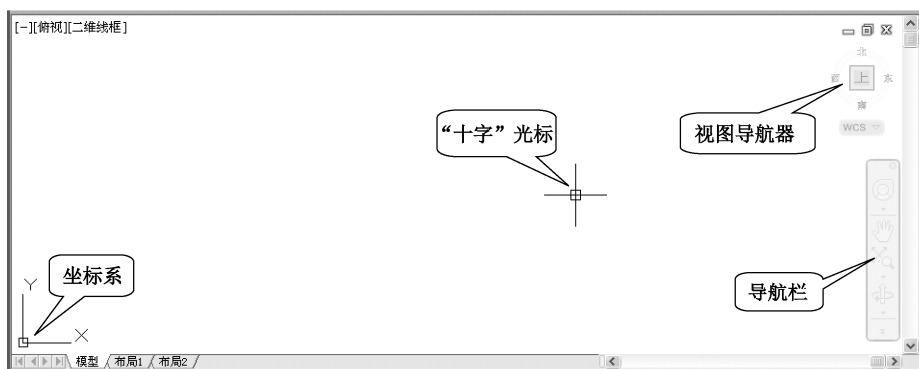 [-][俯视][二维线框]
北
西 上 东
南
WCS
“十字”光标
视图导航器
坐标系
导航栏
Y
X
模型 布局1 布局2